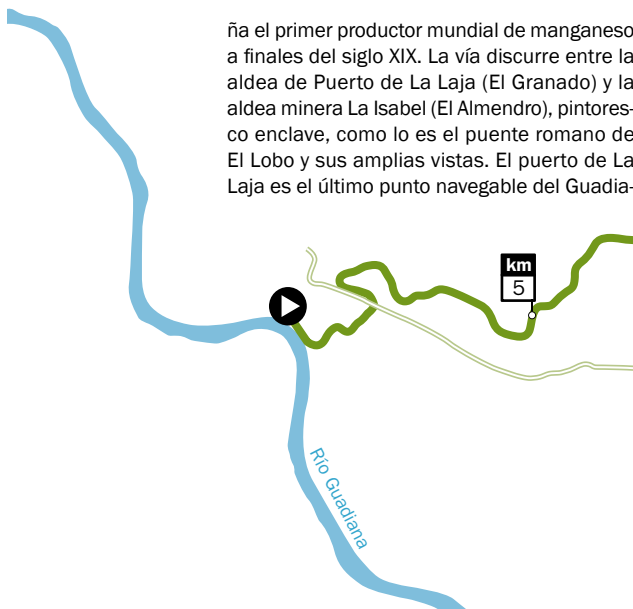 ña el primer productor mundial de manganeso
a finales del siglo XIX. La vía discurre entre la
aldea de Puerto de La Laja (El Granado) y la
aldea minera La Isabel (El Almendro), pintores-
co enclave, como lo es el puente romano de
El Lobo y sus amplias vistas. El puerto de La
Laja es el último punto navegable del Guadia-
km
5
Río Guadiana